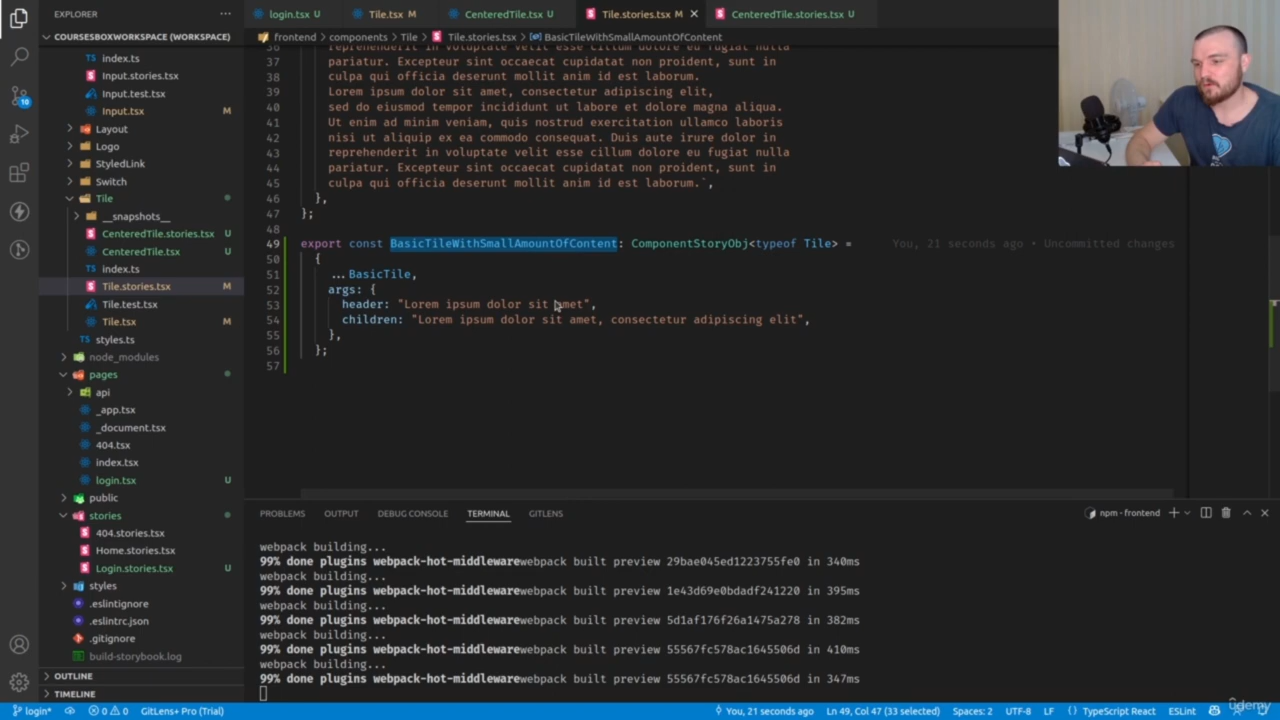 EXPLORER
login.tsx U
Tile.tsx M
CenteredTile.tsx U
Tile.stories.tsx M
CenteredTile.stories.tsx U
COURSESBOXWORKSPACE (WORKSPACE)
frontend > components > Tile > Tile.stories.tsx > BasicTileWithSmallAmountOfContent
index.ts
Input.stories.tsx
Input.test.tsx
Input.tsx M
Layout
Logo
StyledLink
Switch
Tile
__snapshots__
CenteredTile.stories.tsx U
CenteredTile.tsx U
index.ts
Tile.stories.tsx M
Tile.test.tsx
Tile.tsx M
styles.ts
node_modules
pages
api
_app.tsx
_document.tsx
404.tsx
index.tsx
login.tsx U
public
stories
404.stories.tsx
Home.stories.tsx
Login.stories.tsx U
styles
.eslintignore
.eslintrc.json
.gitignore
build-storybook.log
OUTLINE
TIMELINE
10
36 reprehenderit in voluptate velit esse cillum dolore eu fugiat nulla
37 pariatur. Excepteur sint occaecat cupidatat non proident, sunt in
38 culpa qui officia deserunt mollit anim id est laborum.
39 Lorem ipsum dolor sit amet, consectetur adipiscing elit,
40 sed do eiusmod tempor incididunt ut labore et dolore magna aliqua.
41 Ut enim ad minim veniam, quis nostrud exercitation ullamco laboris
42 nisi ut aliquip ex ea commodo consequat. Duis aute irure dolor in
43 reprehenderit in voluptate velit esse cillum dolore eu fugiat nulla
44 pariatur. Excepteur sint occaecat cupidatat non proident, sunt in
45 culpa qui officia deserunt mollit anim id est laborum.`,
46 },
47 };
48
49 export const BasicTileWithSmallAmountOfContent: ComponentStoryObj<typeof Tile> = You, 21 seconds ago • Uncommitted changes
50 {
51 ...BasicTile,
52 args: {
53 header: "Lorem ipsum dolor sit amet",
54 children: "Lorem ipsum dolor sit amet, consectetur adipiscing elit",
55 },
56 };
57
PROBLEMS OUTPUT DEBUG CONSOLE TERMINAL GITLENS
npm - frontend
webpack building...
99% done plugins webpack-hot-middlewarewebpack built preview 29bae045ed1223755fe0 in 340ms
webpack building...
99% done plugins webpack-hot-middlewarewebpack built preview 1e43d69e0bdadf241220 in 395ms
webpack building...
99% done plugins webpack-hot-middlewarewebpack built preview 5d1af176f26a1475a278 in 382ms
webpack building...
99% done plugins webpack-hot-middlewarewebpack built preview 55567fc578ac1645506d in 410ms
webpack building...
99% done plugins webpack-hot-middlewarewebpack built preview 55567fc578ac1645506d in 347ms
login* 0 0 GitLens+ Pro (Trial) You, 21 seconds ago Ln 49, Col 47 (33 selected) Spaces: 2 UTF-8 LF TypeScript React ESLint
udemy